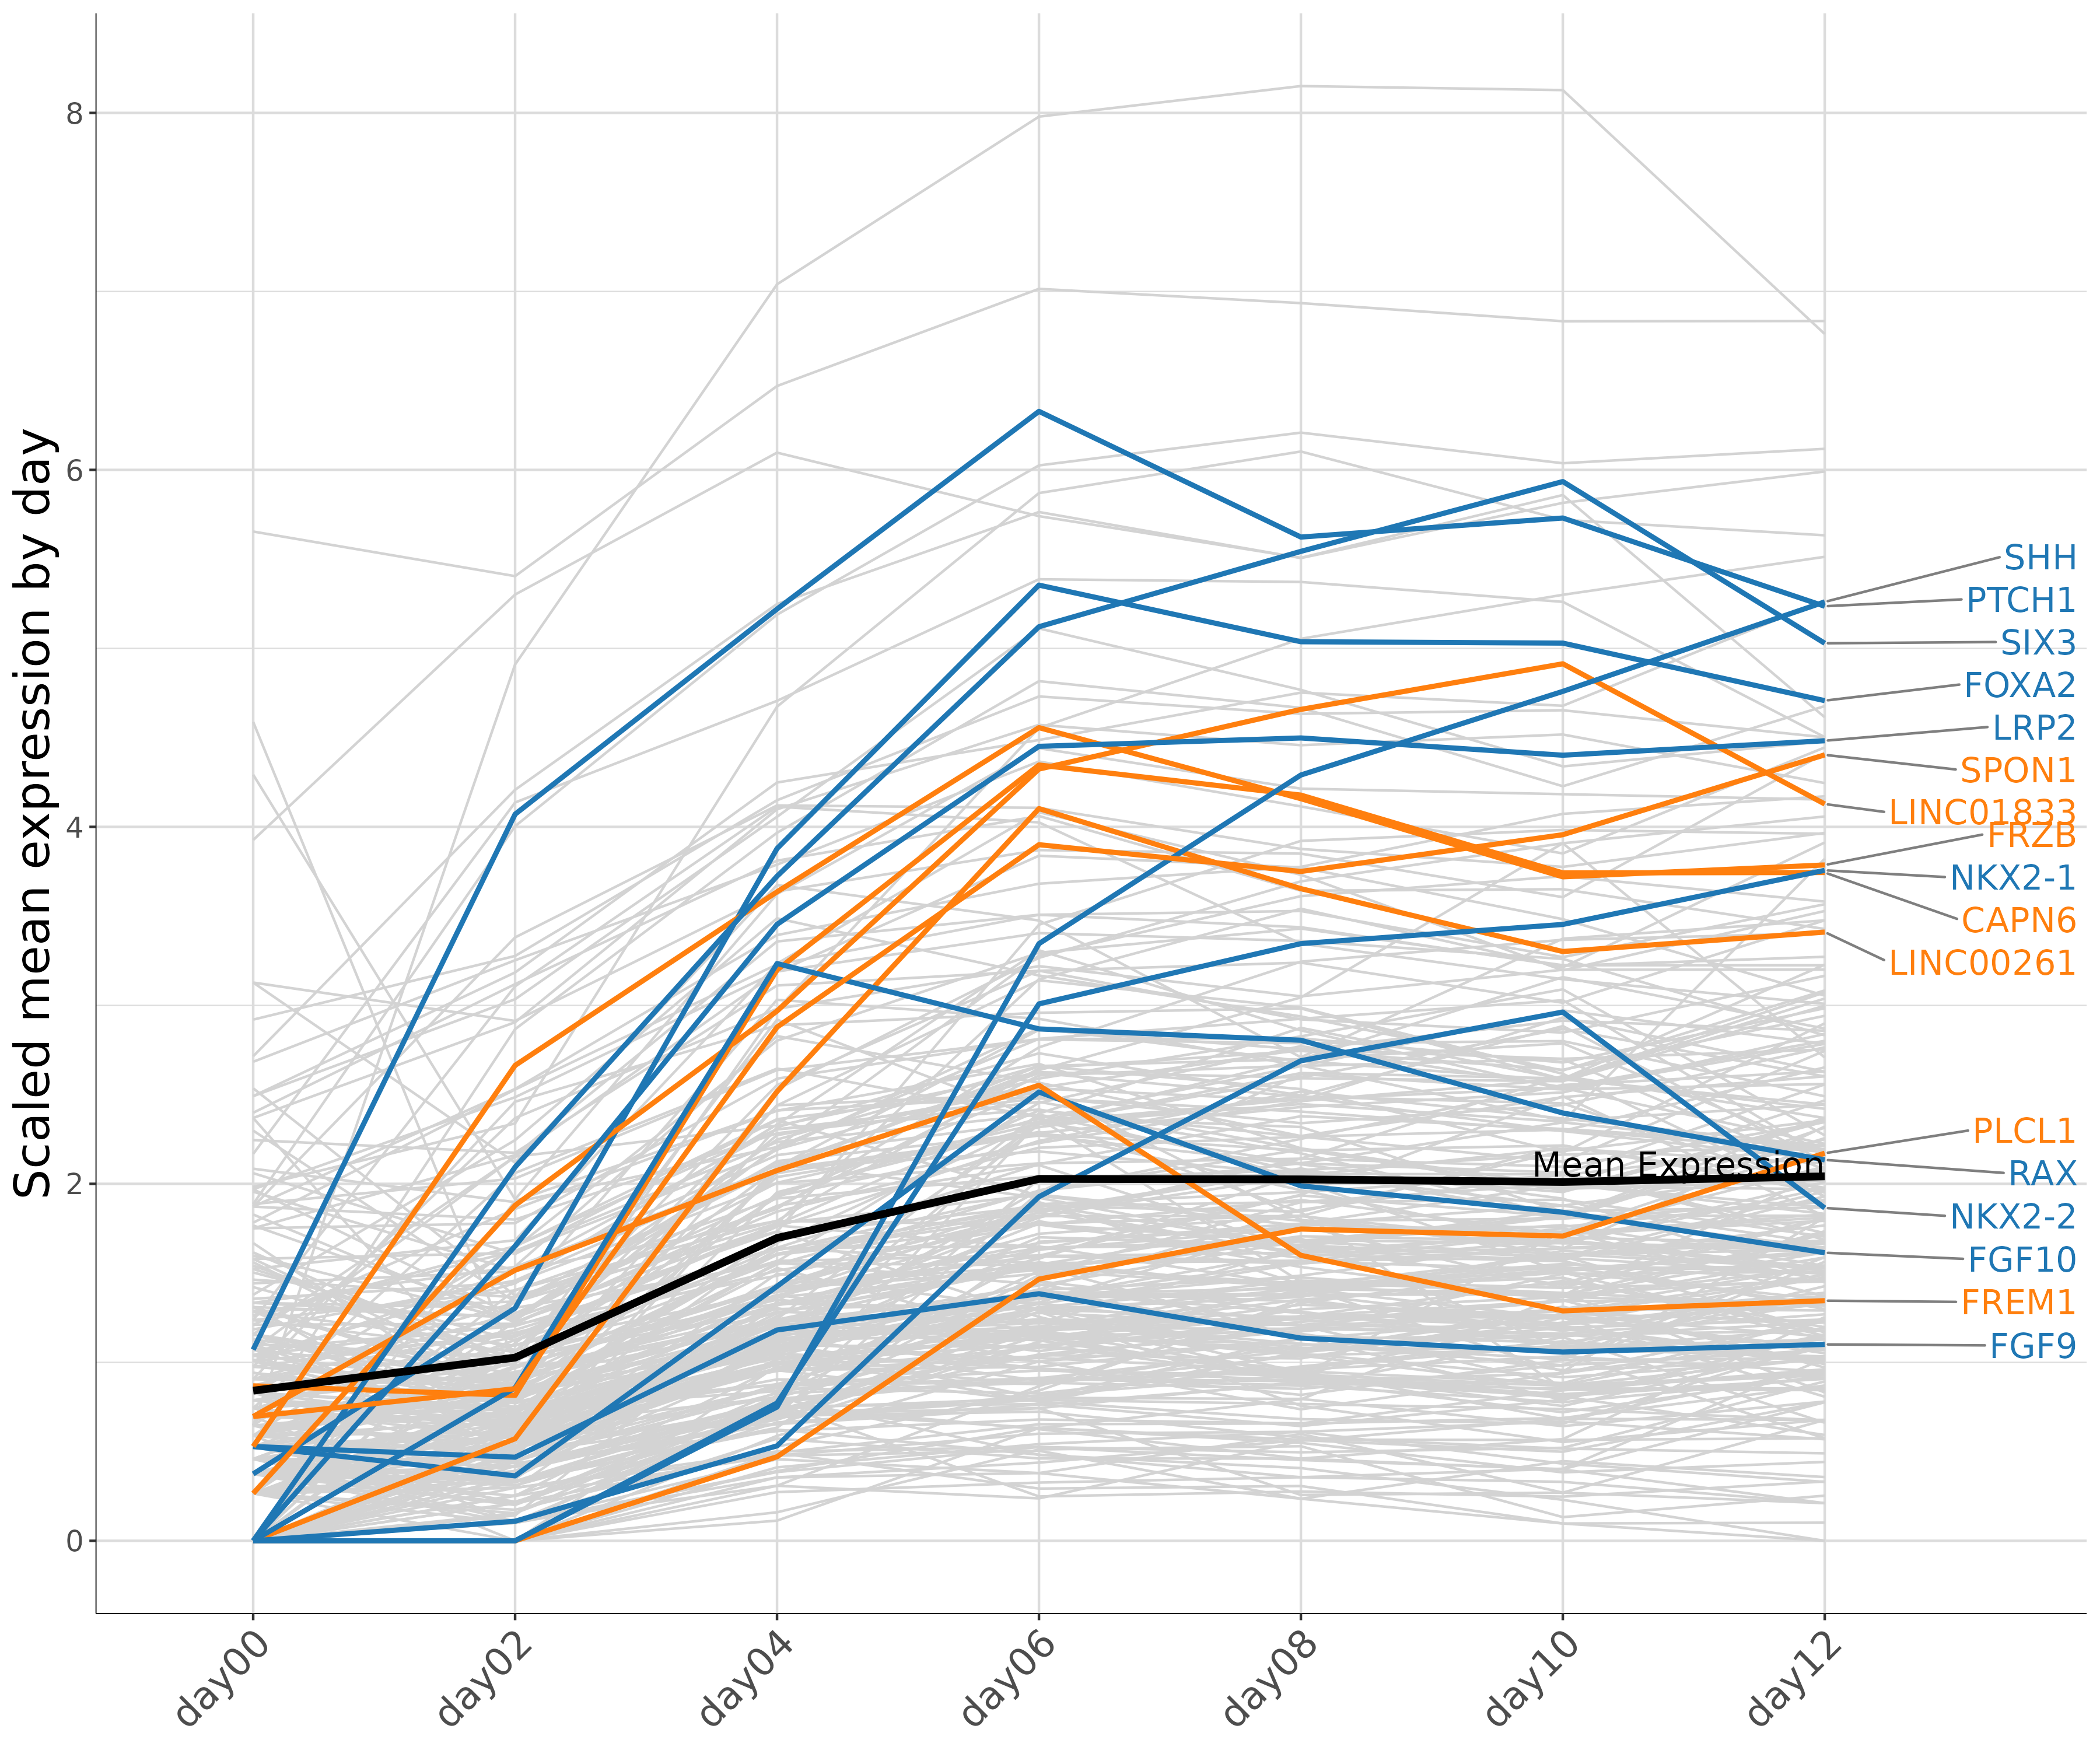 Scaled mean expression by day
8
6
4
2
0
day00
day02
day04
day06
day08
day10
day12
Mean Expression
SHH
PTCH1
SIX3
FOXA2
LRP2
SPON1
LINC01833
FRZB
NKX2-1
CAPN6
LINC00261
PLCL1
RAX
NKX2-2
FGF10
FREM1
FGF9